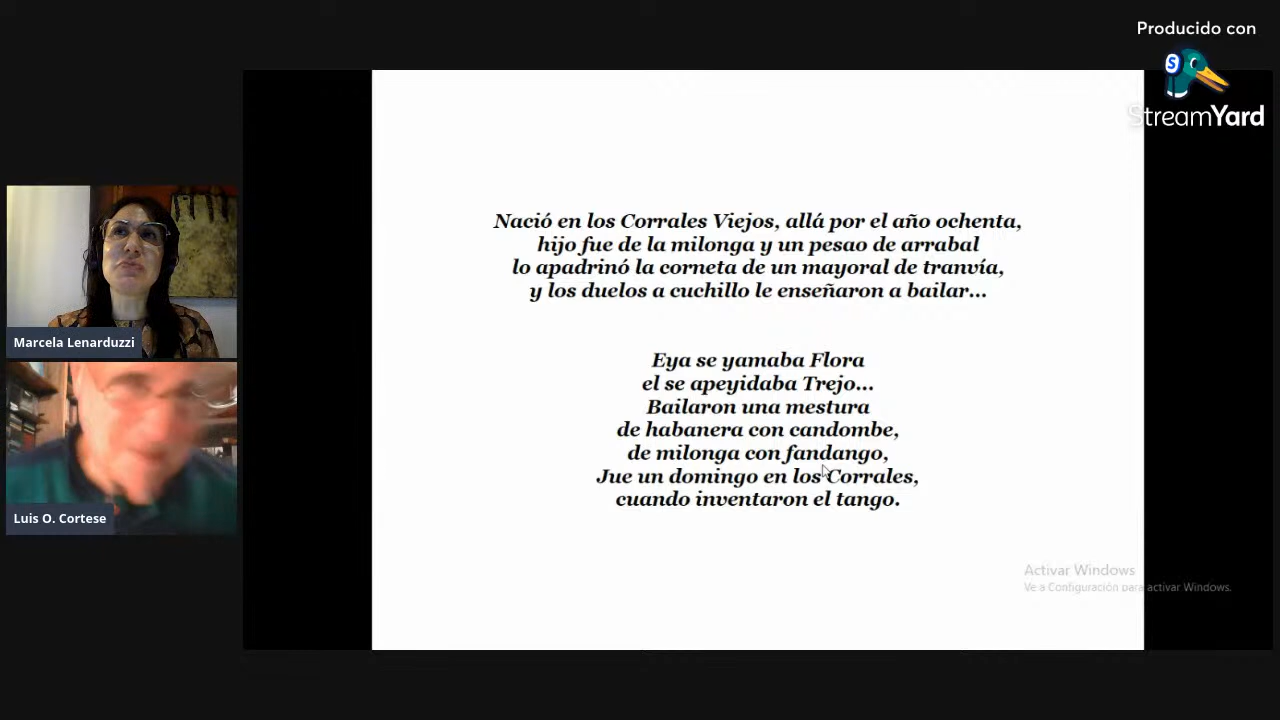 Producido con
StreamYard
Nació en los Corrales Viejos, allá por el año ochenta,
hijo fue de la milonga y un pesao de arrabal
lo apadrinó la corneta de un mayoral de tranvía,
y los duelos a cuchillo le enseñaron a bailar...
Eya se yamaba Flora
el se apeyidaba Trejo...
Bailaron una mestura
de habanera con candombe,
de milonga con fandango,
Jue un domingo en los Corrales,
cuando inventaron el tango.
Marcela Lenarduzzi
Luis O. Cortese
Activar Windows
Ve a Configuración para activar Windows.